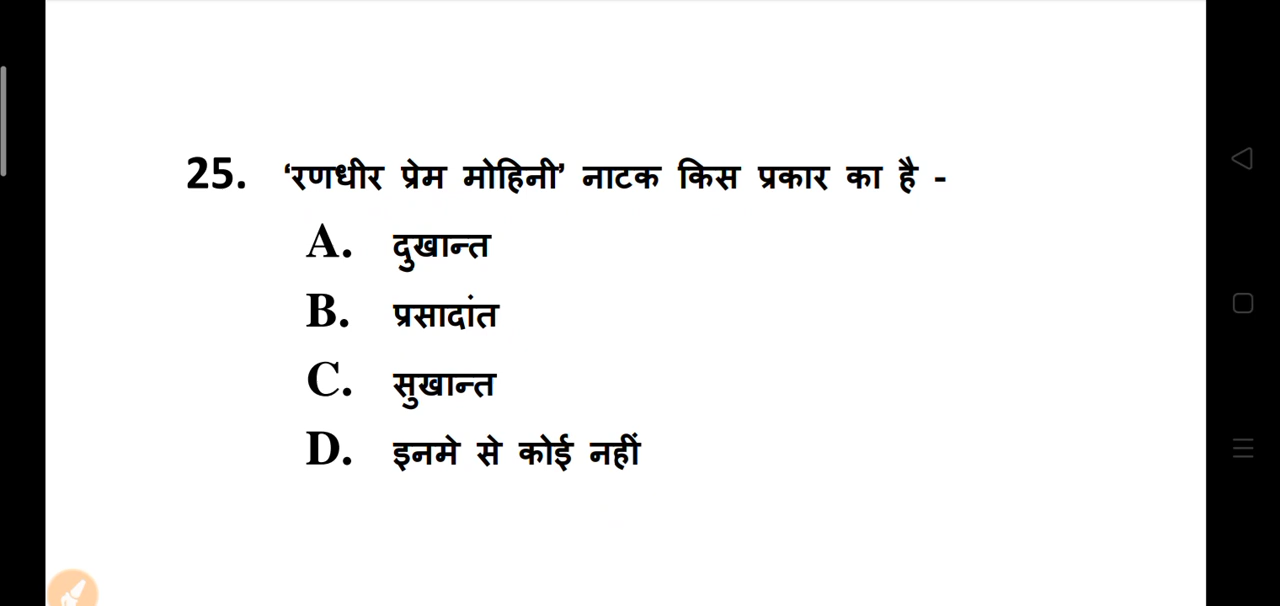 25. ‘रणधीर प्रेम मोहिनी’ नाटक किस प्रकार का है -
A. दुखान्त
B. प्रसादांत
C. सुखान्त
D. इनमे से कोई नहीं